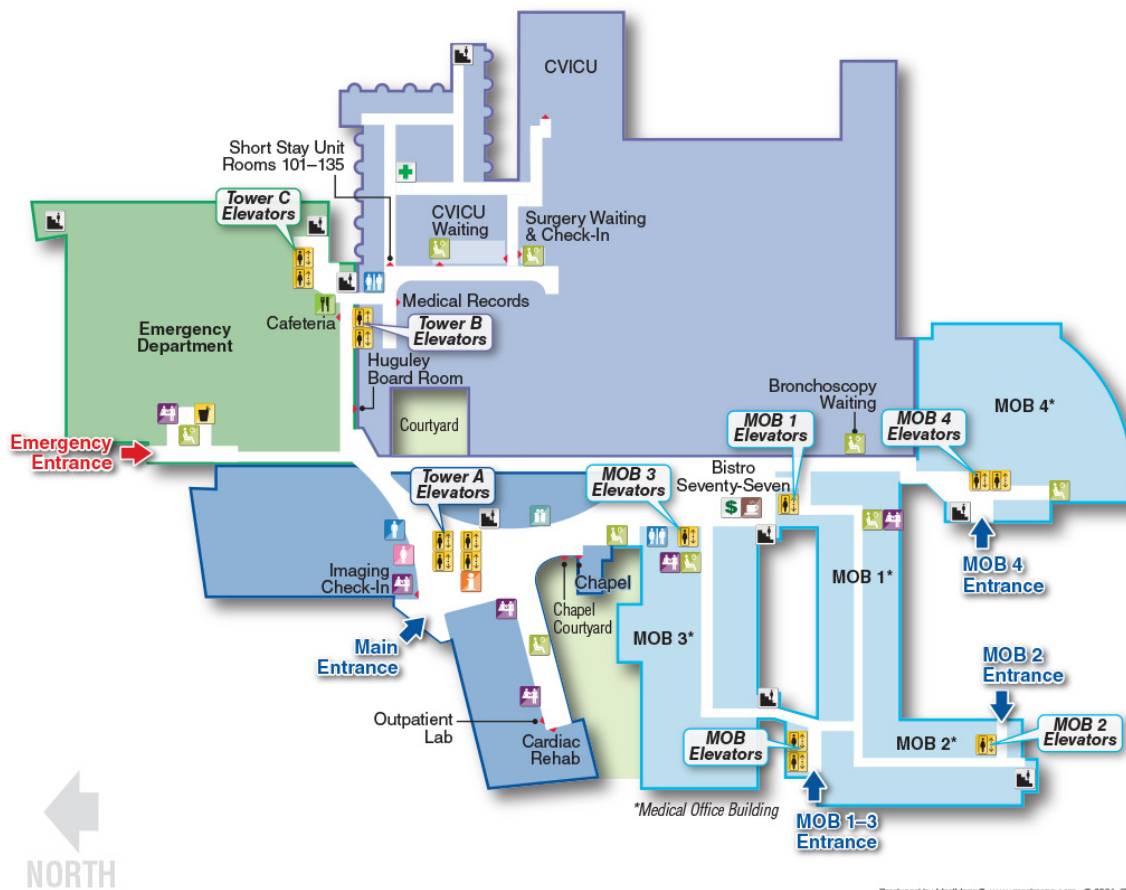 CVICU
Short Stay Unit
Rooms 101–135
Tower C
Elevators
CVICU
Waiting
Surgery Waiting
& Check-In
Medical Records
Cafeteria
Tower B
Elevators
Emergency
Department
Huguley
Board Room
Courtyard
Bronchoscopy
Waiting
MOB 4*
MOB 1
Elevators
MOB 4
Elevators
Emergency
Entrance
Tower A
Elevators
MOB 3
Elevators
Bistro
Seventy-Seven
$
Imaging
Check-In
Chapel
Chapel
Courtyard
MOB 1*
MOB 4
Entrance
Main
Entrance
MOB 3*
MOB 2
Entrance
Outpatient
Lab
Cardiac
Rehab
MOB
Elevators
MOB 2*
MOB 2
Elevators
*Medical Office Building
MOB 1–3
Entrance
NORTH